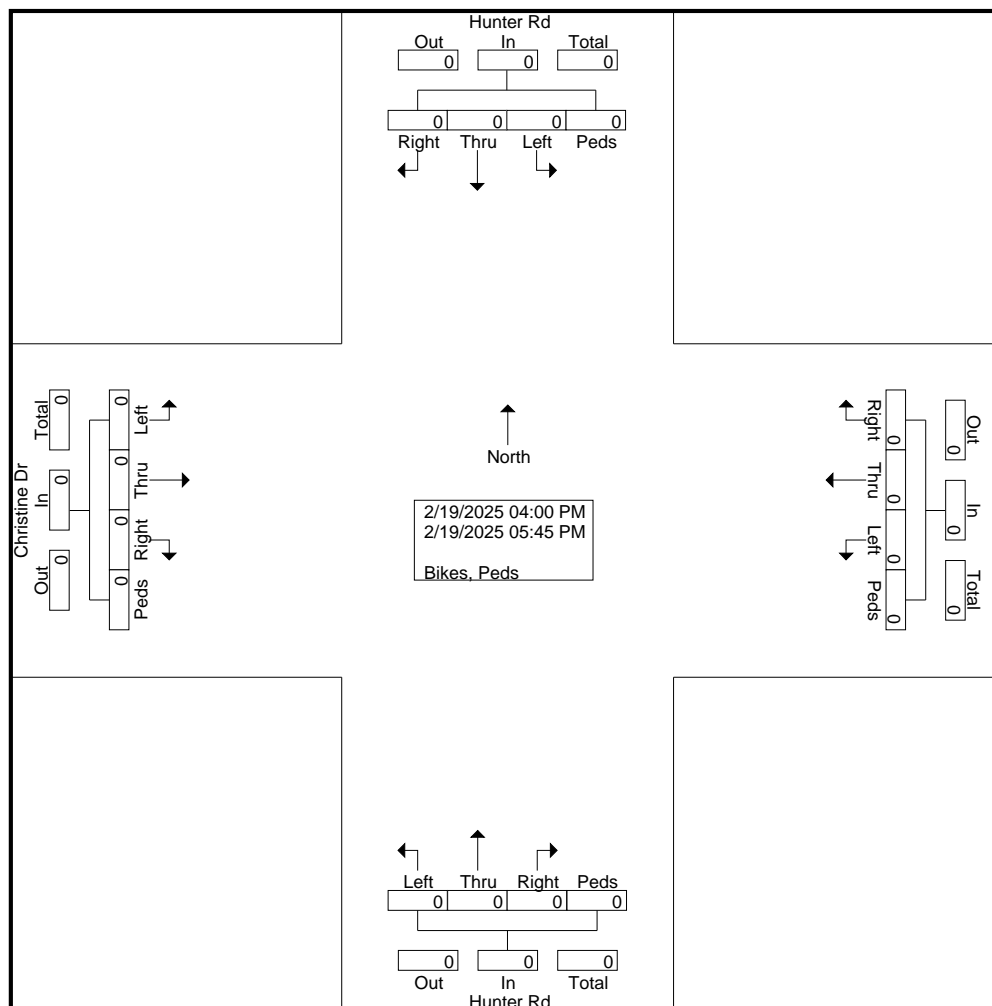 Hunter Rd
Out In Total
0 0 0
0 0 0 0
Right Thru Left Peds
Christine Dr
Total In Out
0 0 0
0 0 0 0
Left Thru Right Peds
North
2/19/2025 04:00 PM
2/19/2025 05:45 PM
Bikes, Peds
Right Thru Left Peds
0 0 0 0
Out In Total
0 0 0
Left Thru Right Peds
0 0 0 0
0 0 0
Out In Total
Hunter Rd